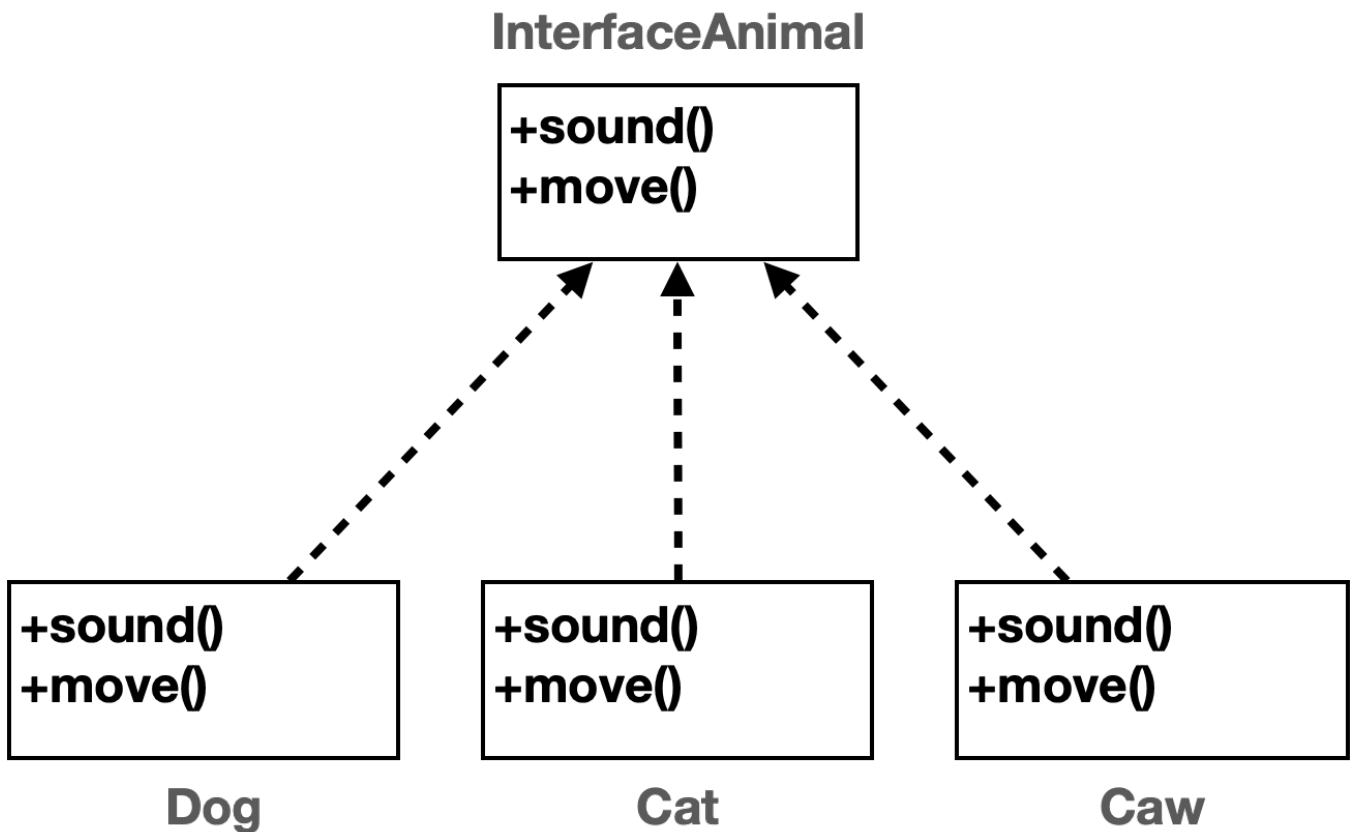 InterfaceAnimal
+sound()
+move()
+sound()
+move()
+sound()
+move()
+sound()
+move()
Dog
Cat
Caw